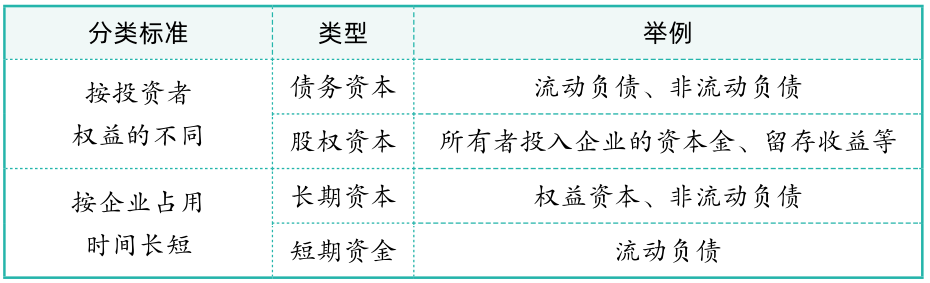 分类标准 类型 举例
按投资者
权益的不同
债务资本 流动负债、非流动负债
股权资本 所有者投入企业的资本金、留存收益等
按企业占用
时间长短
长期资本 权益资本、非流动负债
短期资金 流动负债